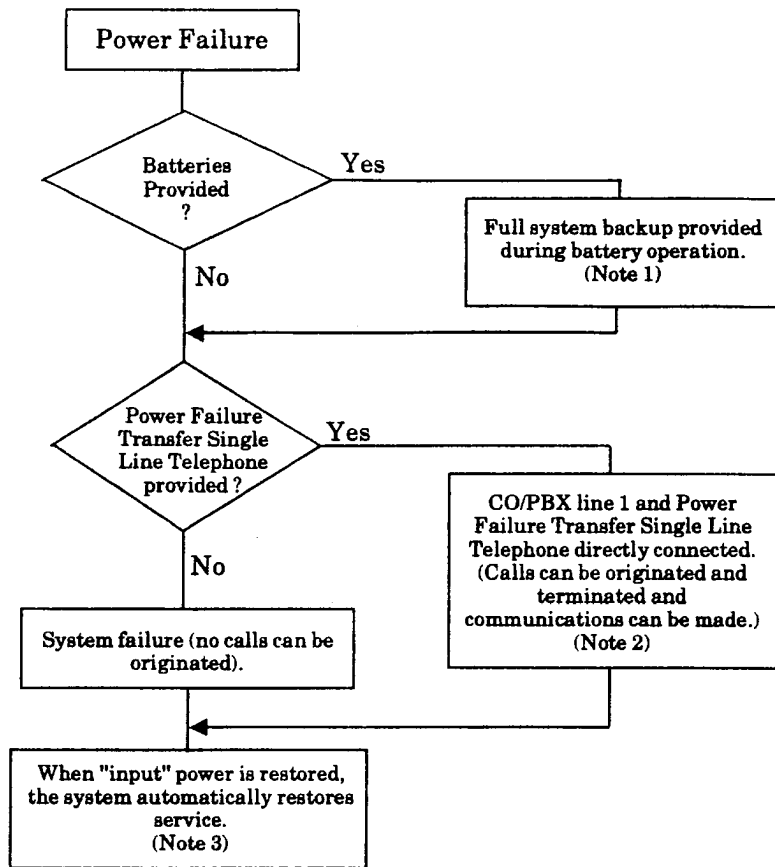 Power Failure
Batteries
Provided
?
Yes
Full system backup provided
during battery operation.
(Note 1)
No
Power Failure
Transfer Single
Line Telephone
provided ?
Yes
CO/PBX line 1 and Power
Failure Transfer Single Line
Telephone directly connected.
(Calls can be originated and
terminated and
communications can be made.)
(Note 2)
No
System failure (no calls can be
originated).
When "input" power is restored,
the system automatically restores
service.
(Note 3)